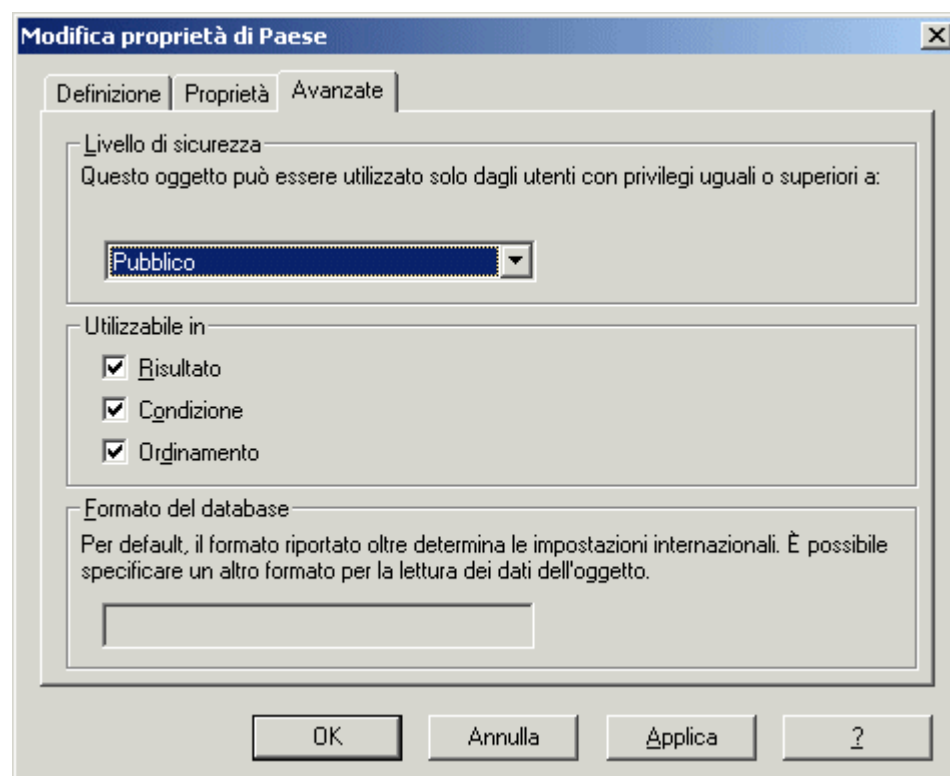 Modifica proprietà di Paese
Definizione Proprietà Avanzate
Livello di sicurezza
Questo oggetto può essere utilizzato solo dagli utenti con privilegi uguali o superiori a:
Pubblico
Utilizzabile in
Risultato
Condizione
Ordinamento
Formato del database
Per default, il formato riportato oltre determina le impostazioni internazionali. È possibile
specificare un altro formato per la lettura dei dati dell'oggetto.
OK Annulla Applica ?